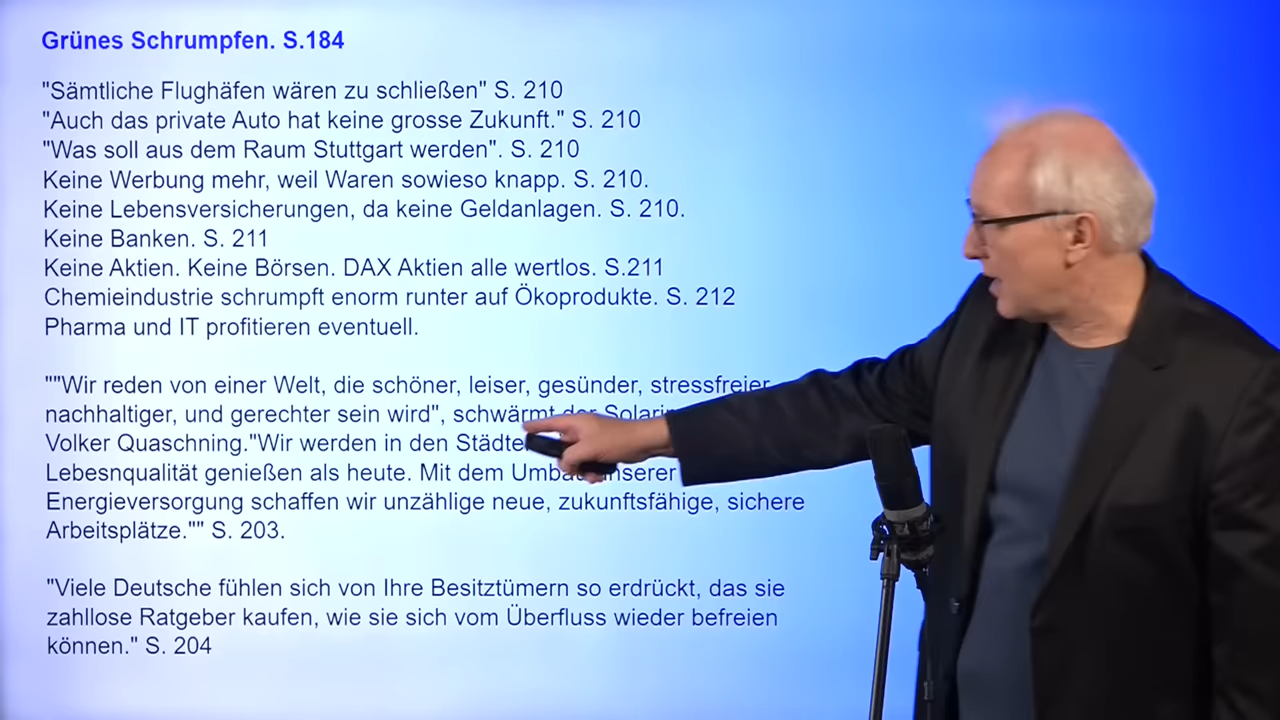 Grünes Schrumpfen. S.184
"Sämtliche Flughäfen wären zu schließen" S. 210
"Auch das private Auto hat keine grosse Zukunft." S. 210
"Was soll aus dem Raum Stuttgart werden". S. 210
Keine Werbung mehr, weil Waren sowieso knapp. S. 210.
Keine Lebensversicherungen, da keine Geldanlagen. S. 210.
Keine Banken. S. 211
Keine Aktien. Keine Börsen. DAX Aktien alle wertlos. S.211
Chemieindustrie schrumpft enorm runter auf Ökoprodukte. S. 212
Pharma und IT profitieren eventuell.
""Wir reden von einer Welt, die schöner, leiser, gesünder, stressfreier,
nachhaltiger, und gerechter sein wird", schwärmt der
Volker Quaschning."Wir werden in den
Lebesnqualität genießen als heute. Mit dem Umbau unserer
Energieversorgung schaffen wir unzählige neue, zukunftsfähige, sichere
Arbeitsplätze."" S. 203.
"Viele Deutsche fühlen sich von Ihre Besitztümern so erdrückt, das sie
zahllose Ratgeber kaufen, wie sie sich vom Überfluss wieder befreien
können." S. 204